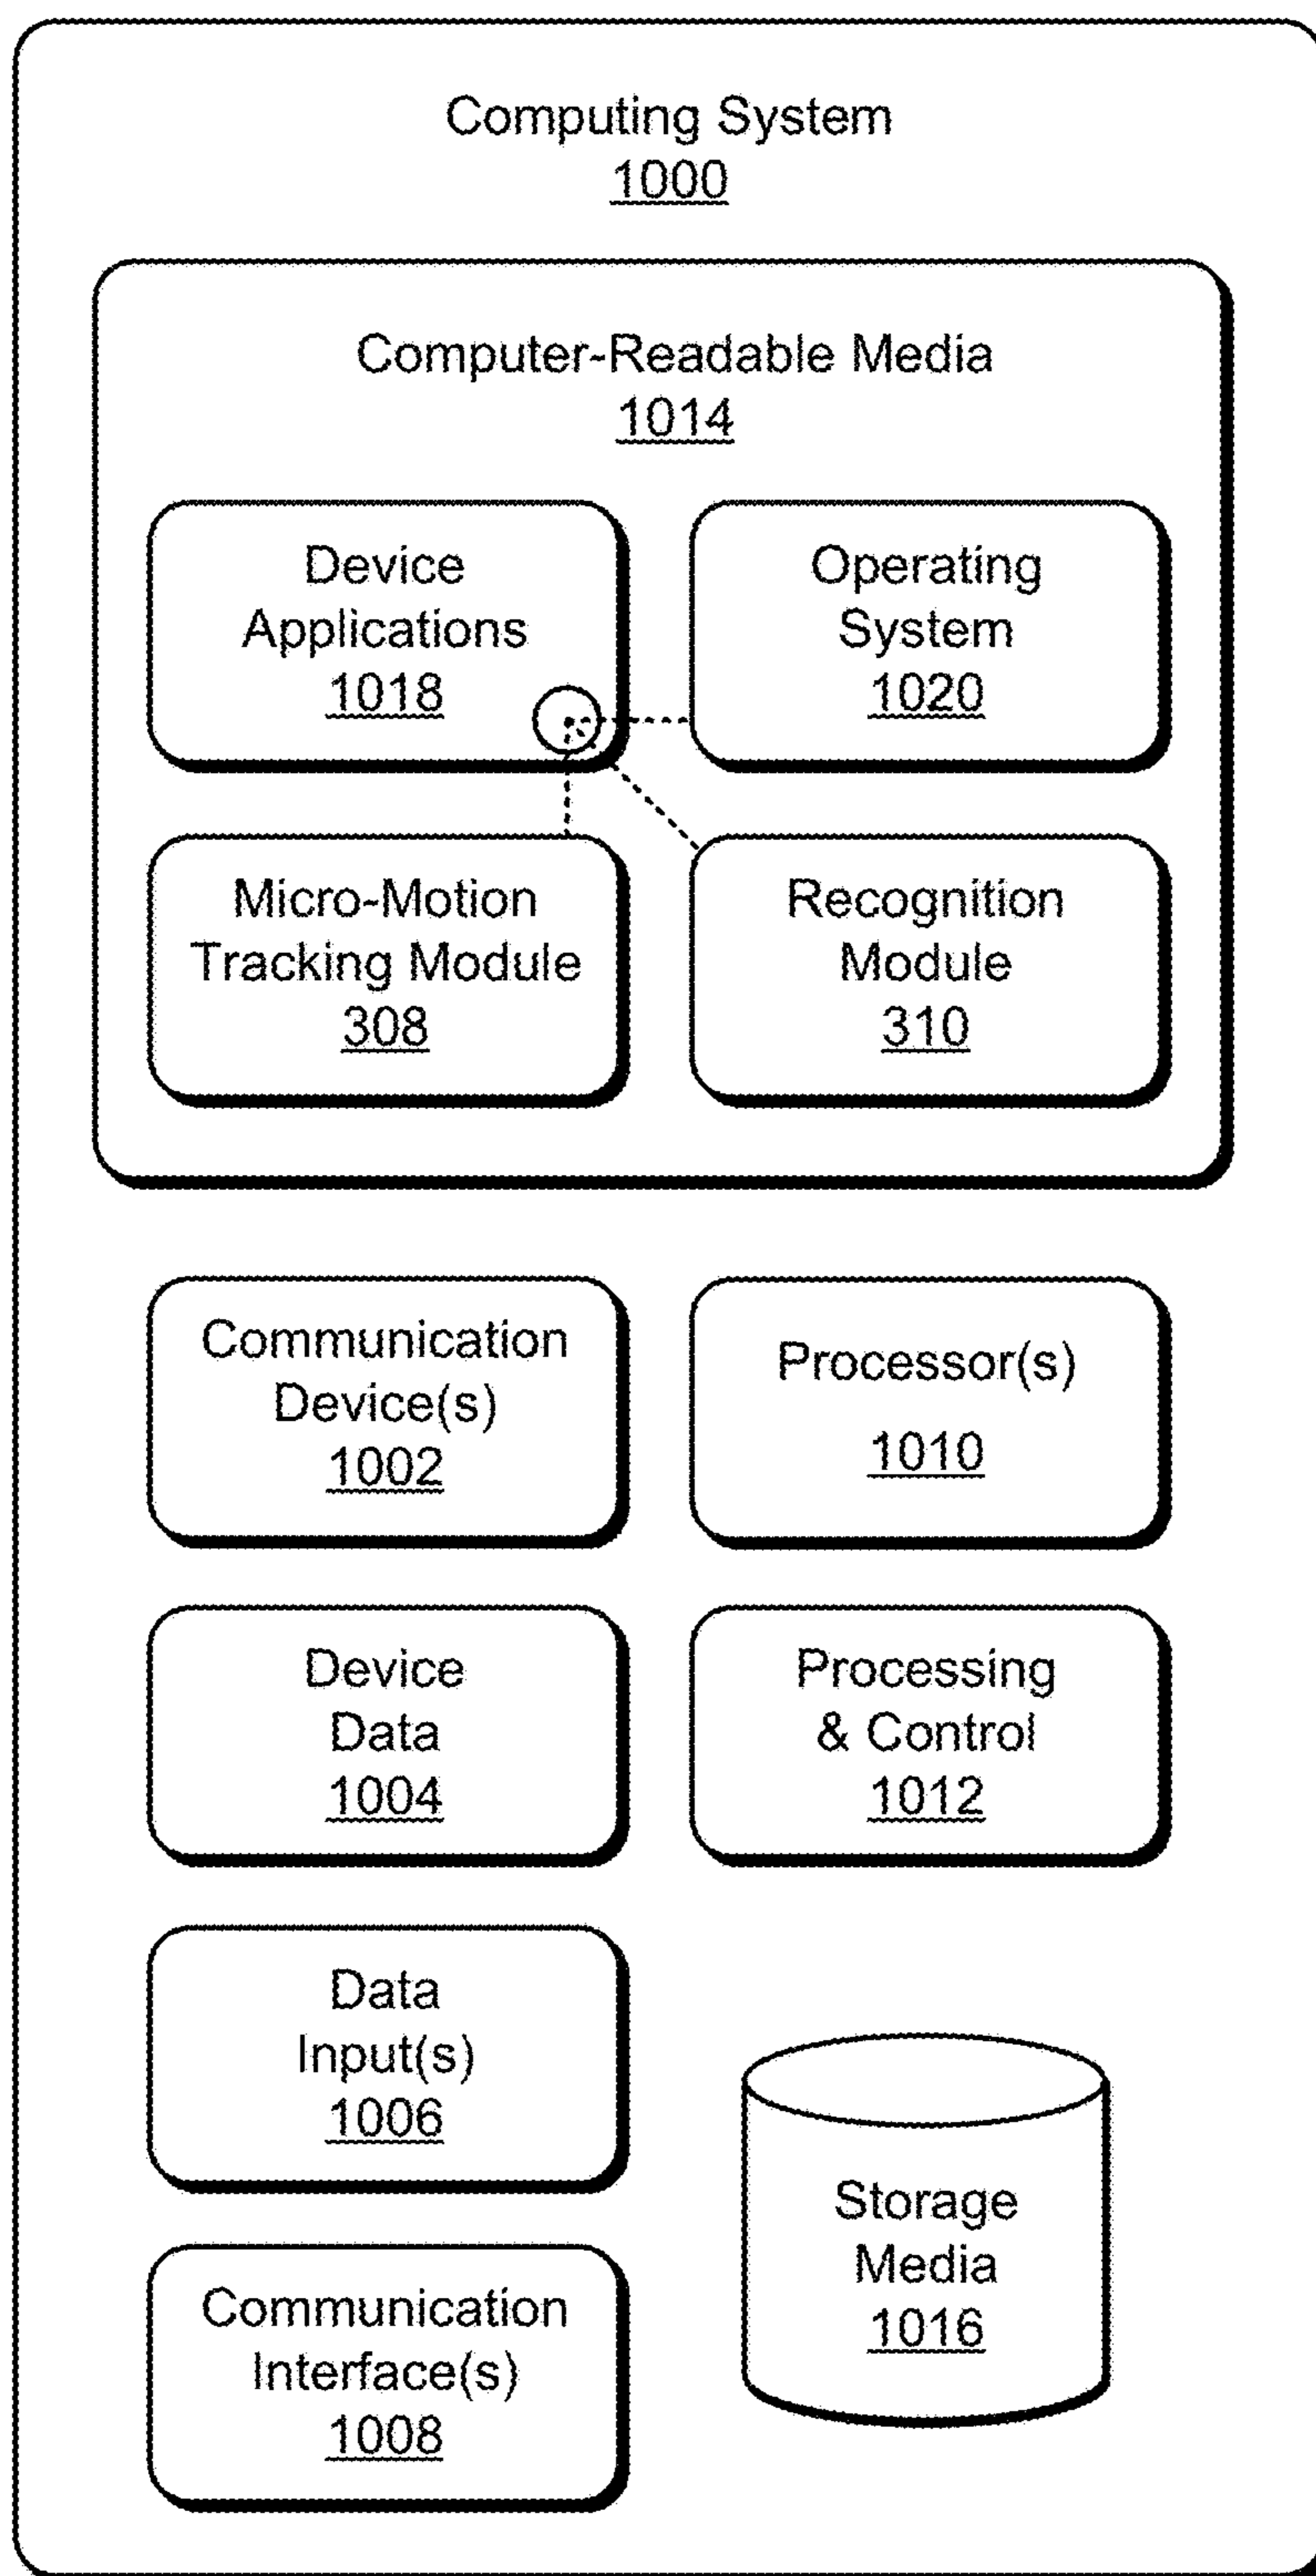 Computing System
1000
Computer-Readable Media
1014
Device
Applications
1018
Operating
System
1020
Micro-Motion
Tracking Module
308
Recognition
Module
310
Communication
Device(s)
1002
Processor(s)
1010
Device
Data
1004
Processing
& Control
1012
Data
Input(s)
1006
Storage
Media
1016
Communication
Interface(s)
1008